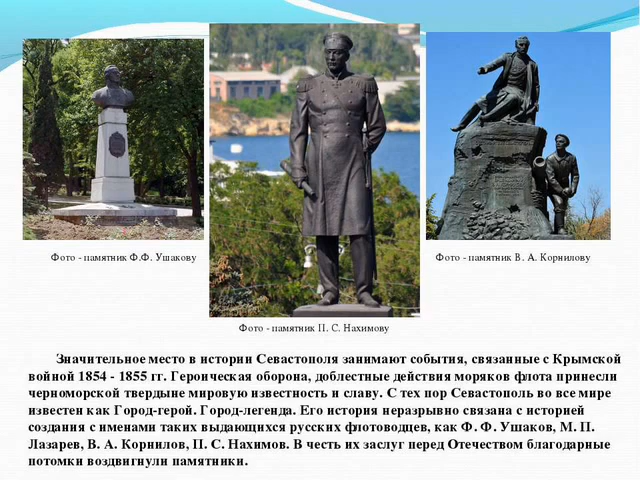 Фото - памятник Ф.Ф. Ушакову
Фото - памятник В. А. Корнилову
Фото - памятник П. С. Нахимову
Значительное место в истории Севастополя занимают события, связанные с Крымской
войной 1854 - 1855 гг. Героическая оборона, доблестные действия моряков флота принесли
черноморской твердыне мировую известность и славу. С тех пор Севастополь во все мире
известен как Город-герой. Город-легенда. Его история неразрывно связана с историей
создания с именами таких выдающихся русских флотоводцев, как Ф. Ф. Ушаков, М. П.
Лазарев, В. А. Корнилов, П. С. Нахимов. В честь их заслуг перед Отечеством благодарные
потомки воздвигнули памятники.